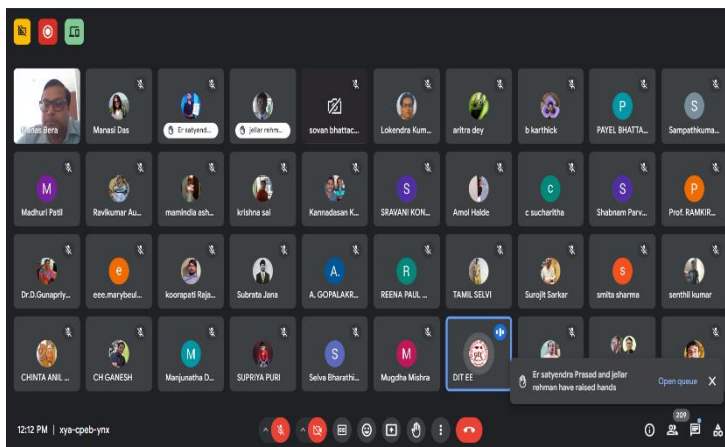 Manas Bera
Manasi Das
Er satyend...
jellar rehm...
sovan bhattac...
Lokendra Kum...
aritra dey
b karthick
P
PAYEL BHATTA...
S
Sampathkuma...
M
Madhuri Patil
Ravikumar Au...
mamindla ash...
krishna sai
Kannadasan K...
S
SRAVANI KON...
Amol Halde
c
c sucharitha
S
Shabnam Parv...
P
Prof. RAMKIR...
Dr.D.Gunapriy...
e
eee.marybeul...
koorapati Raja...
Subrata Jana
A.
A. GOPALAKR...
R
REENA PAUL ...
TAMIL SELVI
Surojit Sarkar
s
smita sharma
senthil kumar
CHINTA ANIL ...
CH GANESH
M
Manjunatha D...
SUPRIYA PURI
S
Selva Bharathi...
M
Mugdha Mishra
DIT EE
Er satyendra Prasad and jellar
rehman have raised hands
Open queue
12:12 PM | xya-cpeb-ynx
209